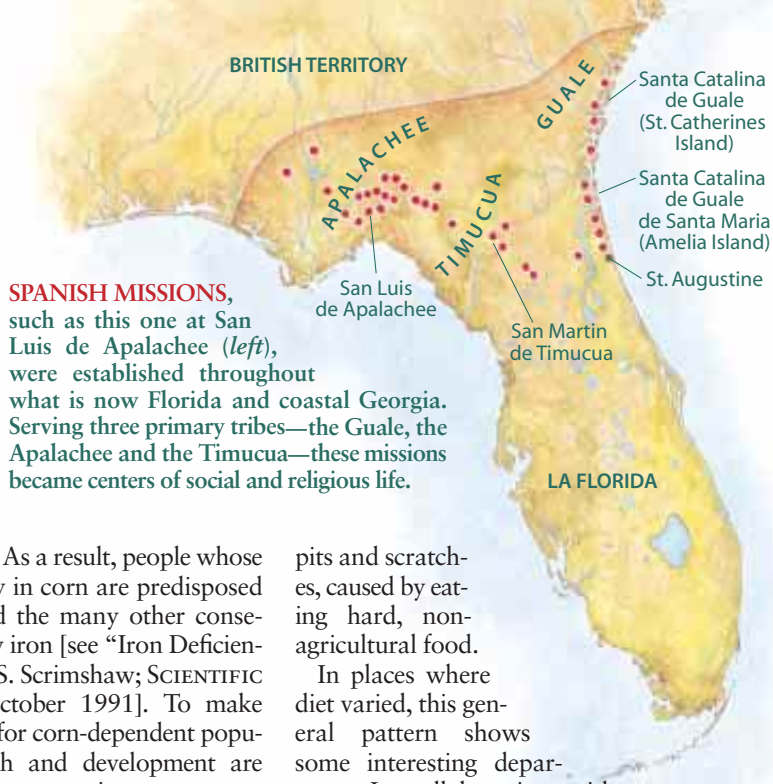 BRITISH TERRITORY
GUALE
APALACHEE
TIMUCUA
Santa Catalina
de Guale
(St. Catherines
Island)
Santa Catalina
de Guale
de Santa Maria
(Amelia Island)
St. Augustine
San Luis
de Apalachee
San Martin
de Timucua
LA FLORIDA
SPANISH MISSIONS,
such as this one at San
Luis de Apalachee (left),
were established throughout
what is now Florida and coastal Georgia.
Serving three primary tribes—the Guale, the
Apalachee and the Timucua—these missions
became centers of social and religious life.
As a result, people whose
y in corn are predisposed
d the many other conse-
y iron [see “Iron Deficien-
S. Scrimshaw; SCIENTIFIC
ctober 1991]. To make
for corn-dependent popu-
h and development are
pits and scratch-
es, caused by eat-
ing hard, non-
agricultural food.
In places where
diet varied, this gen-
eral pattern shows
some interesting depar-